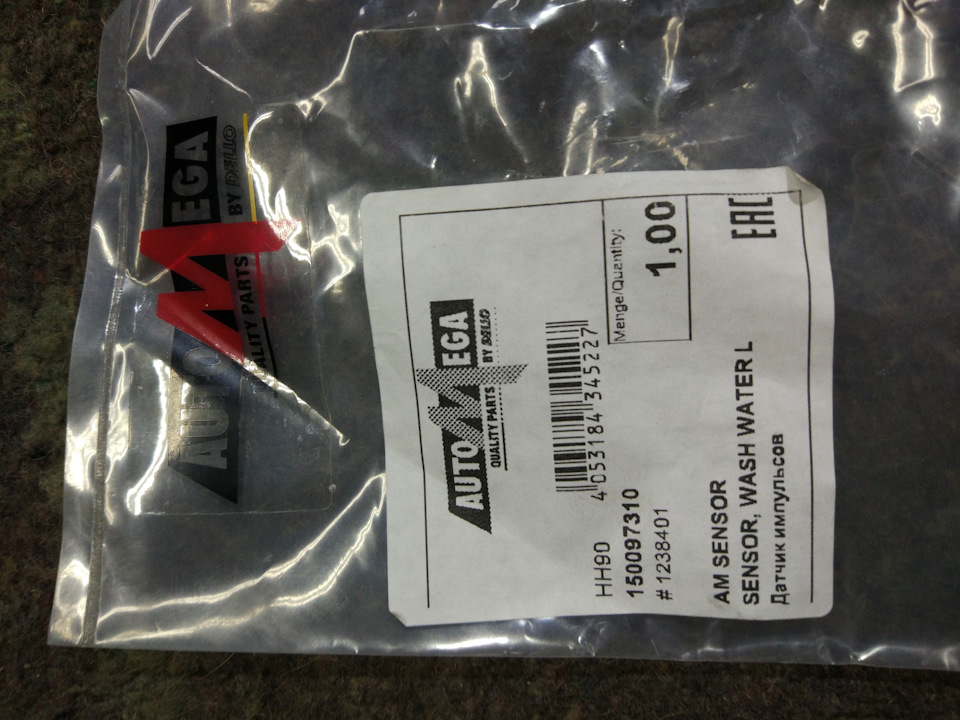 AUTOMEGA
BY DELLO
QUALITY PARTS
AUTOMEGA
QUALITY PARTS BY DELLO
Menge/Quantity:
1,00
EAC
4 053184 345227
HH90
150097310
# 1238401
AM SENSOR
SENSOR, WASH WATER L
Датчик импульсов